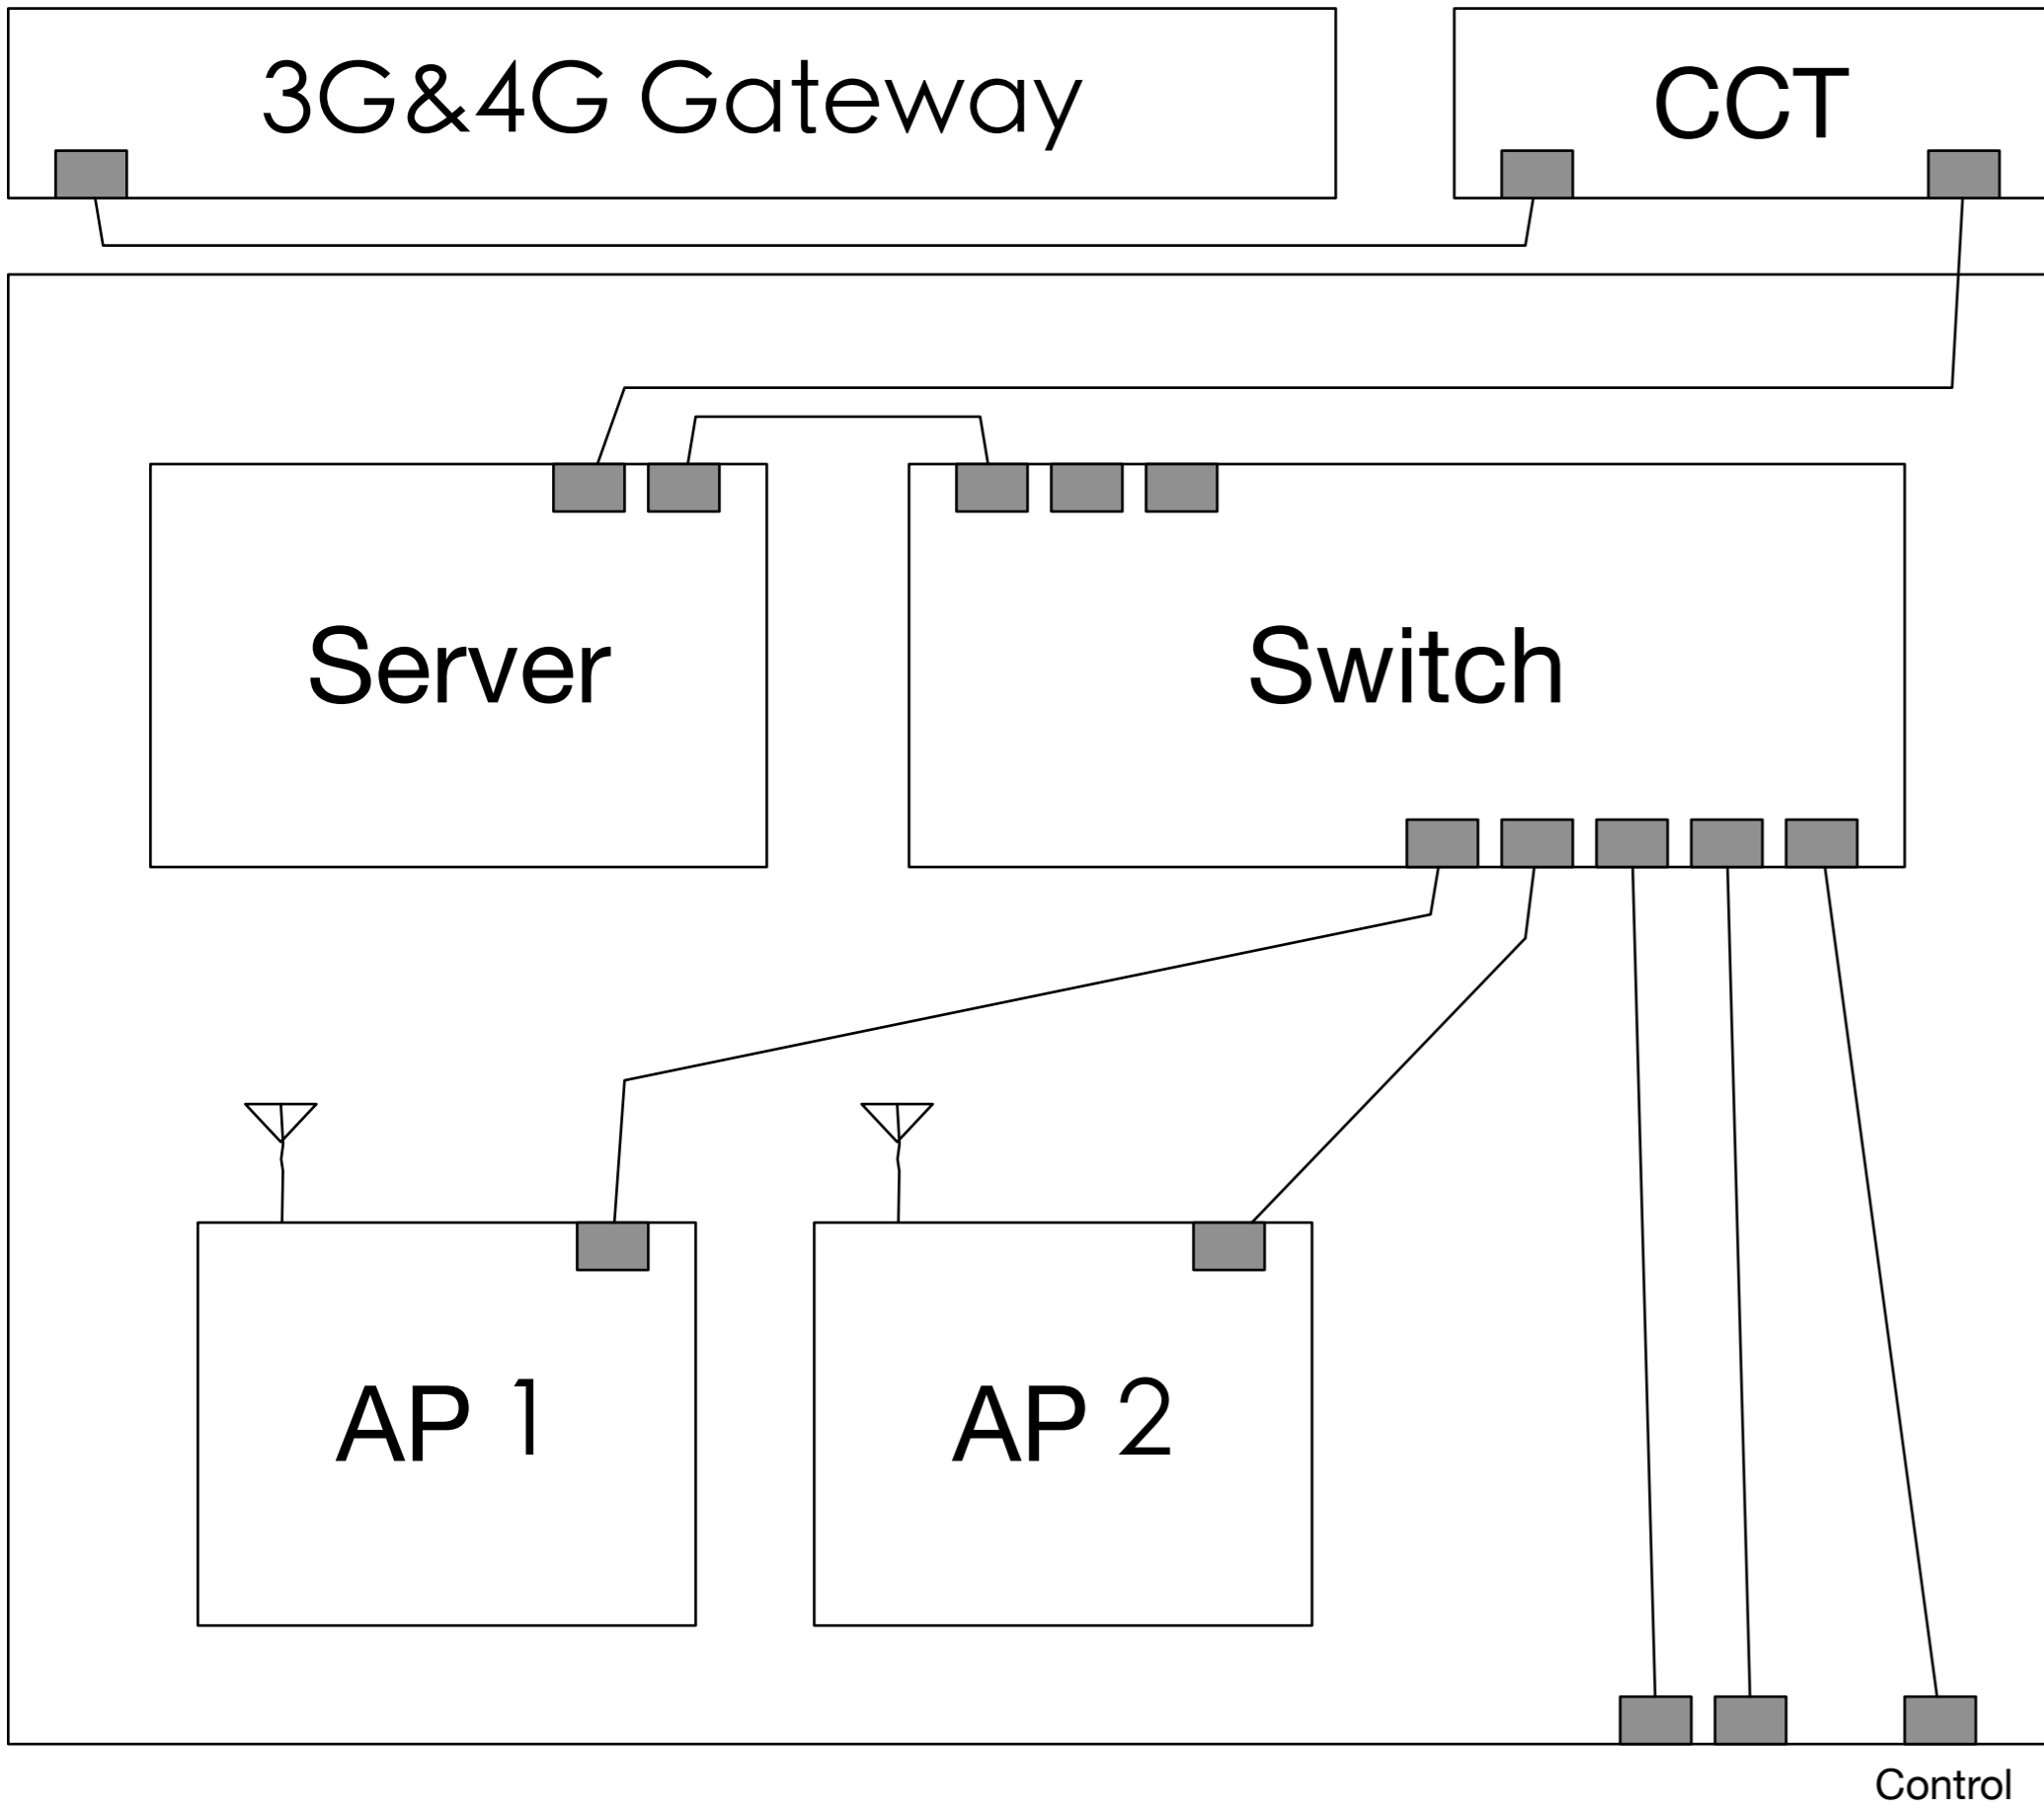 3G&4G Gateway
CCT
Server
Switch
AP 1
AP 2
Control